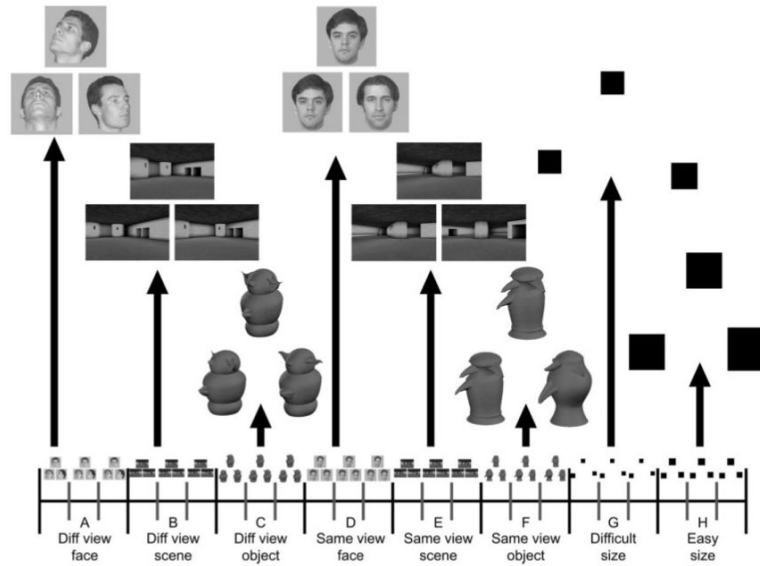 A B C D E F G H
Diff view Diff view Diff view Same view Same view Same view Difficult Easy
face scene object face scene object size size